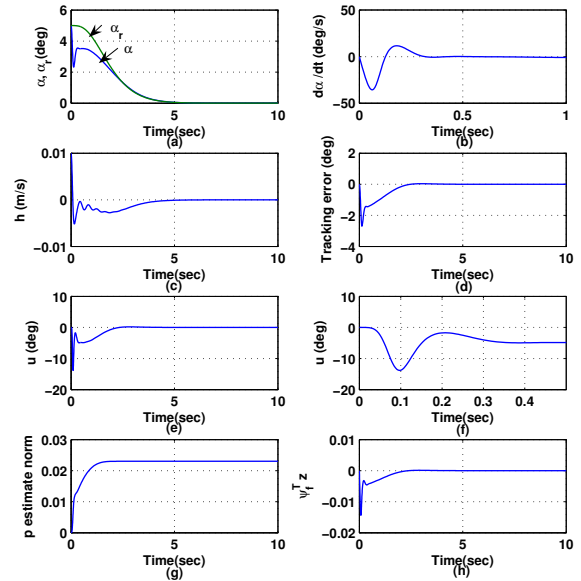 α, α_r(deg)
6
4
2
0
α_r
α
0
5
10
Time(sec)
(a)
dα/dt (deg/s)
50
0
−50
0
0.5
1
Time(sec)
(b)
h (m/s)
0.01
0
−0.01
0
5
10
Time(sec)
(c)
Tracking error (deg)
2
0
−2
−4
0
5
10
Time(sec)
(d)
u (deg)
10
0
−10
−20
0
5
10
Time(sec)
(e)
u (deg)
10
0
−10
−20
0.1
0.2
0.3
0.4
Time(sec)
(f)
p estimate norm
0.03
0.02
0.01
0
0
5
10
Time(sec)
(g)
ψ_f^T z
0.01
0
−0.01
−0.02
0
5
10
Time(sec)
(h)